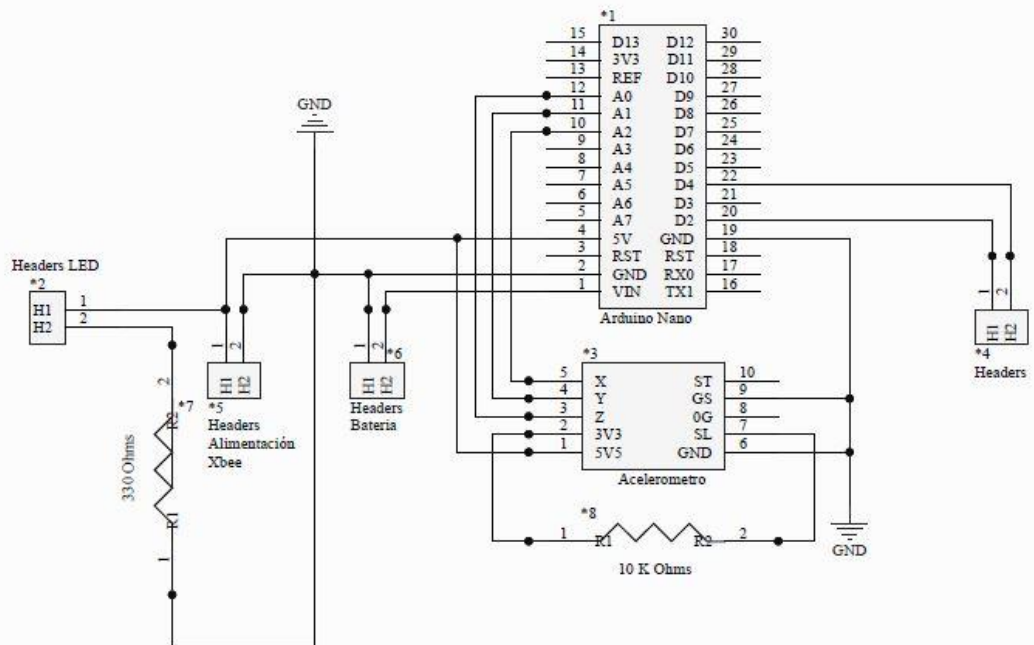 *1
15 D13 D12 30
14 3V3 D11 29
13 REF D10 28
12 A0 D9 27
11 A1 D8 26
10 A2 D7 25
9 A3 D6 24
8 A4 D5 23
7 A5 D4 22
6 A6 D3 21
5 A7 D2 20
4 5V GND 19
3 RST RST 18
2 GND RX0 17
1 VIN TX1 16
Arduino Nano
GND
Headers LED
*2
H1 1
H2 2
1 2
H1 H2
*5
Headers
Alimentación
Xbee
1 2
*6
H1 H2
Headers
Bateria
1 2
H1 H2
*4
Headers
*3
5 X ST 10
4 Y GS 9
3 Z 0G 8
2 3V3 SL 7
1 5V5 GND 6
Acelerometro
2
R2
*7
330 Ohms
R1
1
*8
1 R1 R2 2
10 K Ohms
GND